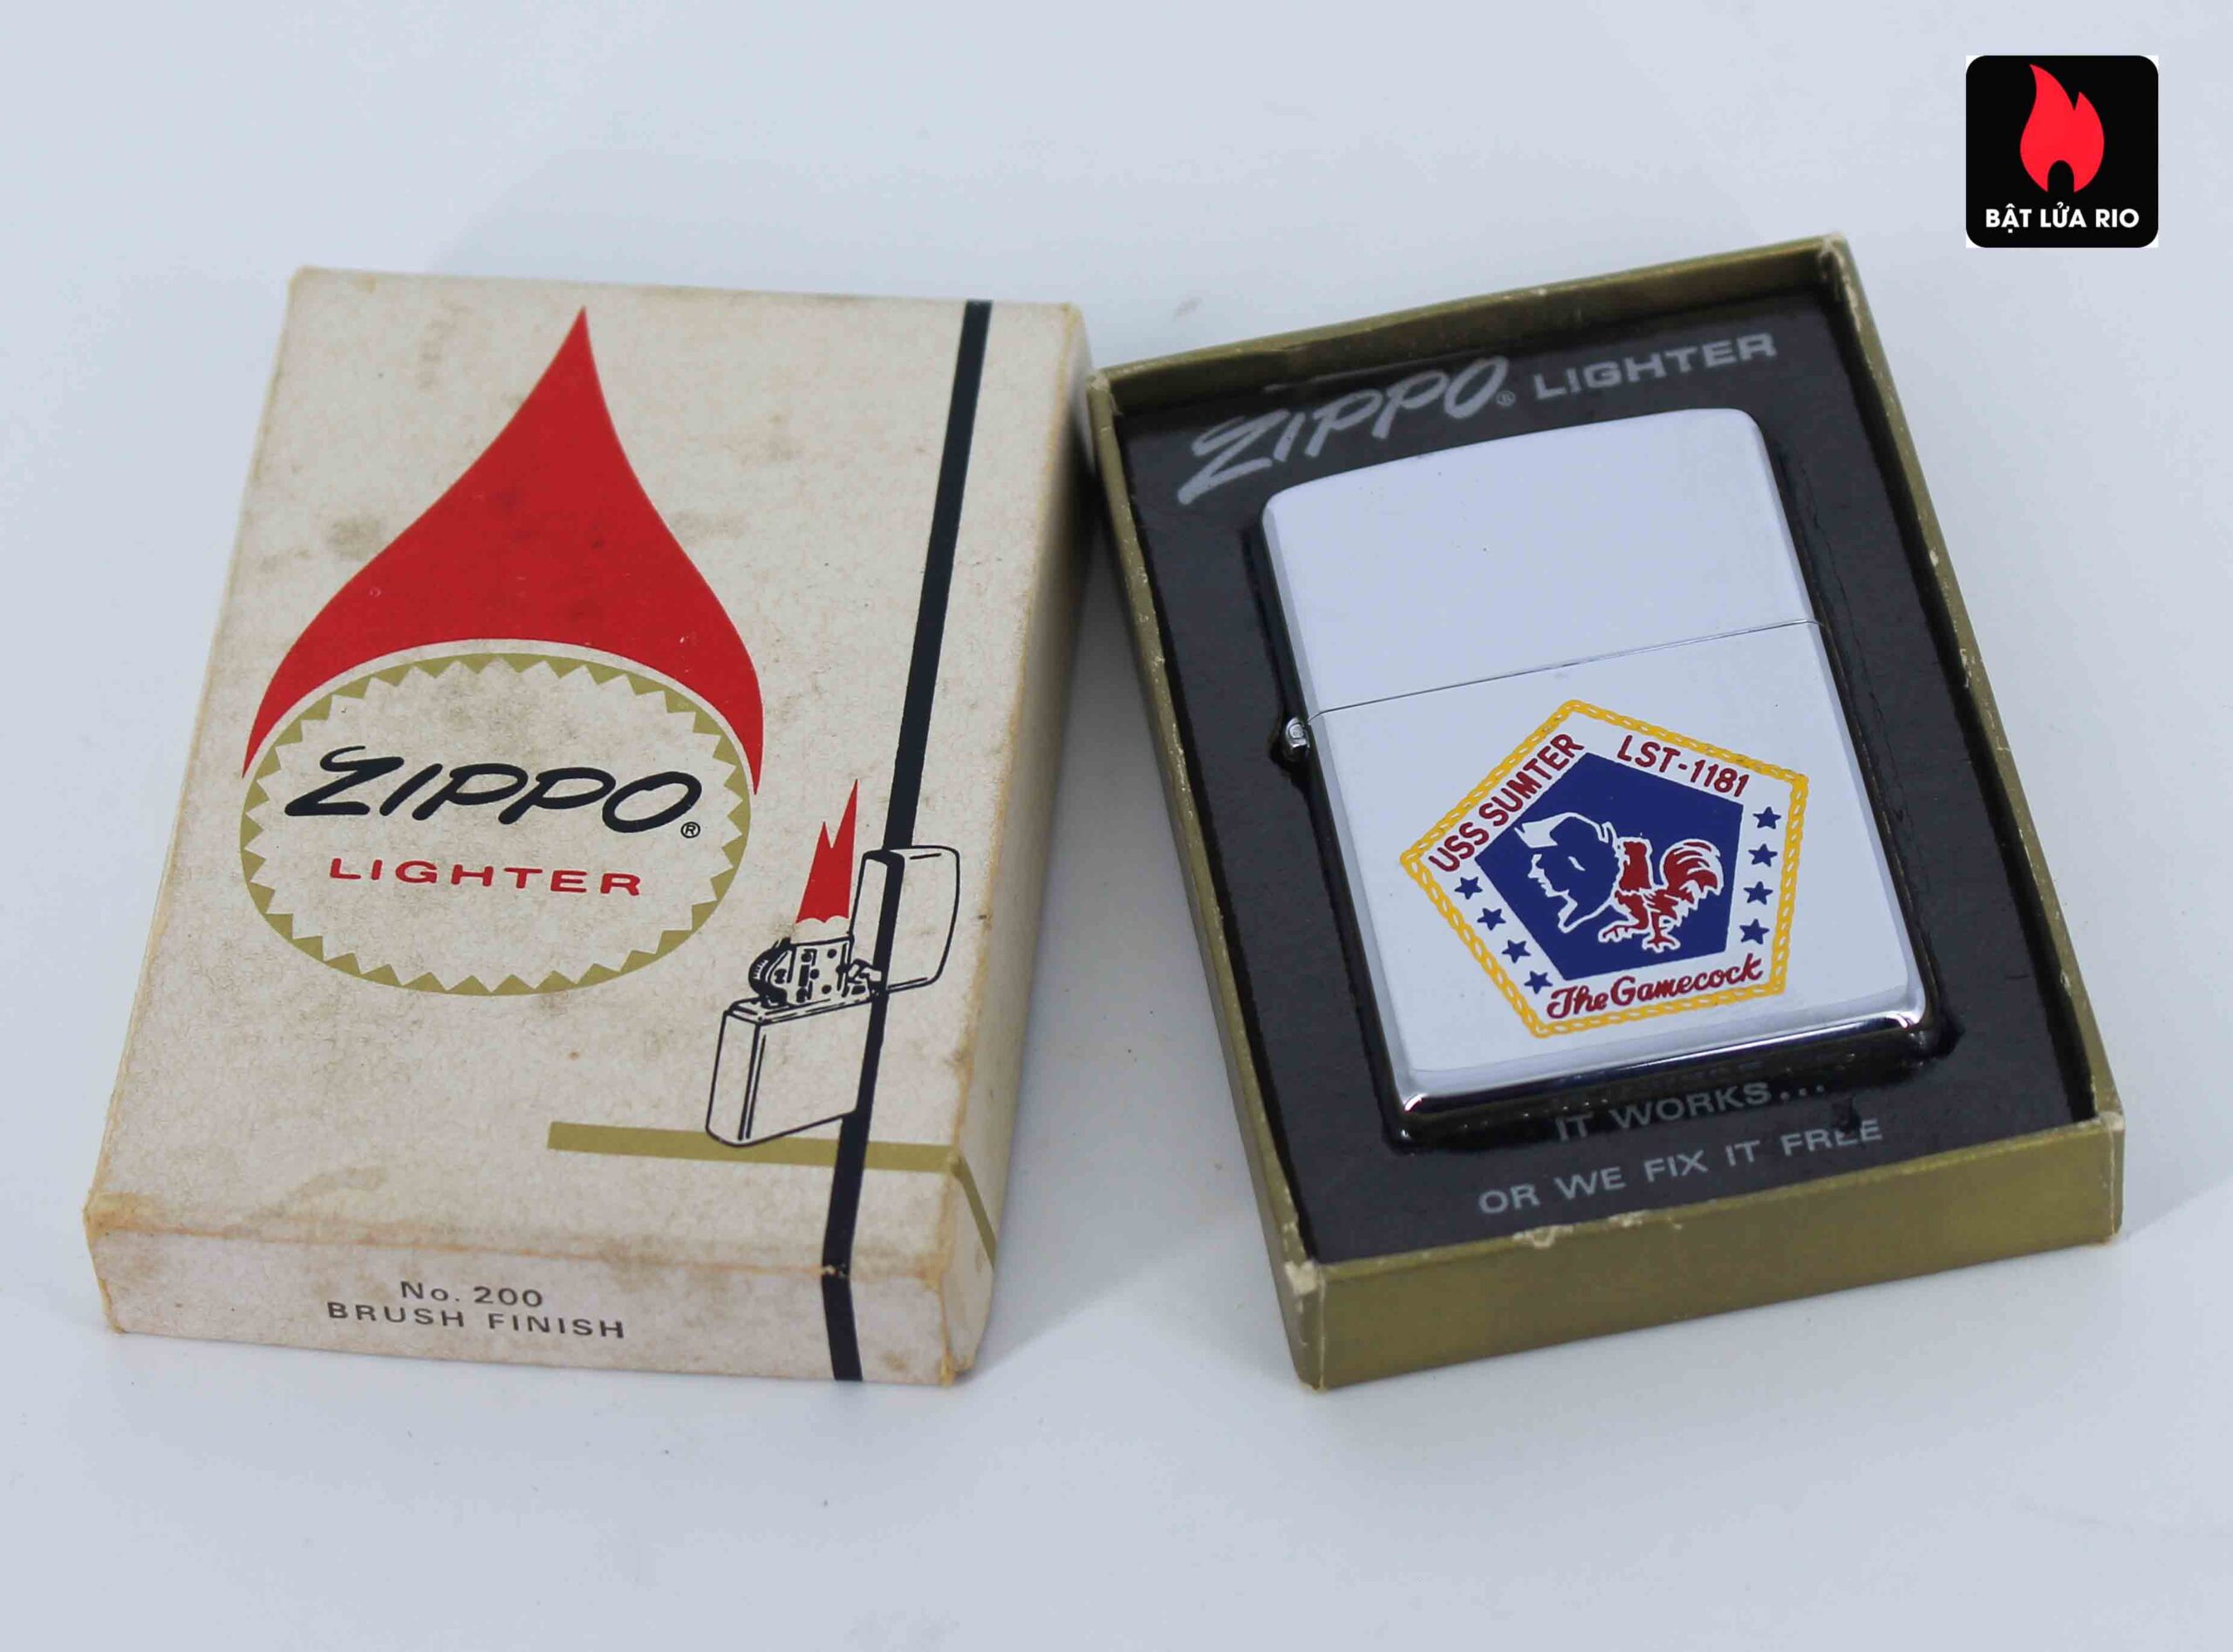 BẬT LỬA RIO
ZIPPO®
LIGHTER
No. 200
BRUSH FINISH
ZIPPO® LIGHTER
USS SUMTER LST-1181
The Gamecock
IT WORKS...
OR WE FIX IT FREE